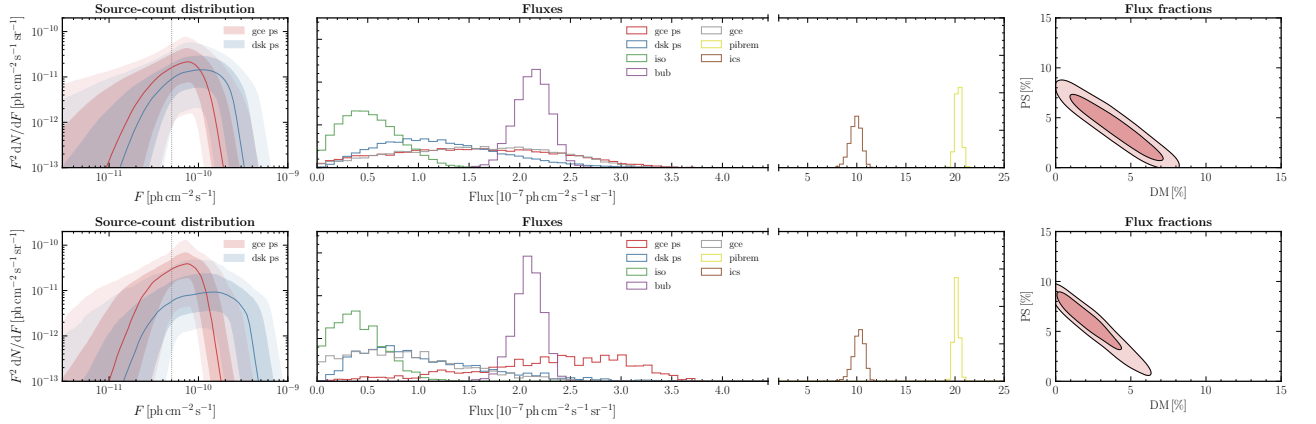 Source-count distribution
Fluxes
Flux fractions
gce ps
dsk ps
10⁻¹⁰
10⁻¹¹
10⁻¹²
10⁻¹³
F² dN/dF [ph cm⁻² s⁻¹ sr⁻¹]
10⁻¹¹ 10⁻¹⁰ 10⁻⁹
F [ph cm⁻² s⁻¹]
gce ps
dsk ps
iso
bub
gce
pibrem
ics
0.0 0.5 1.0 1.5 2.0 2.5 3.0 3.5 4.0
5 10 15 20 25
Flux [10⁻⁷ ph cm⁻² s⁻¹ sr⁻¹]
15
10
5
0
PS [%]
0 5 10 15
DM [%]
Source-count distribution
Fluxes
Flux fractions
gce ps
dsk ps
10⁻¹⁰
10⁻¹¹
10⁻¹²
10⁻¹³
F² dN/dF [ph cm⁻² s⁻¹ sr⁻¹]
10⁻¹¹ 10⁻¹⁰ 10⁻⁹
F [ph cm⁻² s⁻¹]
gce ps
dsk ps
iso
bub
gce
pibrem
ics
0.0 0.5 1.0 1.5 2.0 2.5 3.0 3.5 4.0
5 10 15 20 25
Flux [10⁻⁷ ph cm⁻² s⁻¹ sr⁻¹]
15
10
5
0
PS [%]
0 5 10 15
DM [%]